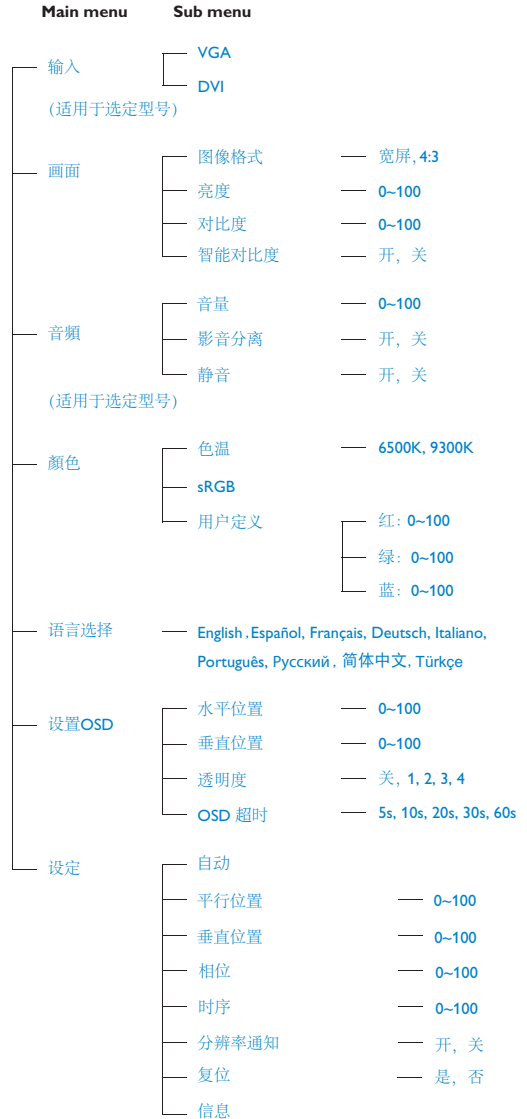 Main menu Sub menu
VGA
输入
DVI
(适用于选定型号)
图像格式 宽屏, 4:3
画面
亮度 0~100
对比度 0~100
智能对比度 开, 关
音量 0~100
音頻 影音分离 开, 关
静音 开, 关
(适用于选定型号)
色温 6500K, 9300K
顏色
sRGB
用户定义 红: 0~100
绿: 0~100
蓝: 0~100
语言选择 English , Español, Français, Deutsch, Italiano,
Português, Русский , 简体中文, Türkçe
水平位置 0~100
设置OSD
垂直位置 0~100
透明度 关, 1, 2, 3, 4
OSD 超时 5s, 10s, 20s, 30s, 60s
设定 自动
平行位置 0~100
垂直位置 0~100
相位 0~100
时序 0~100
分辨率通知 开, 关
复位 是, 否
信息